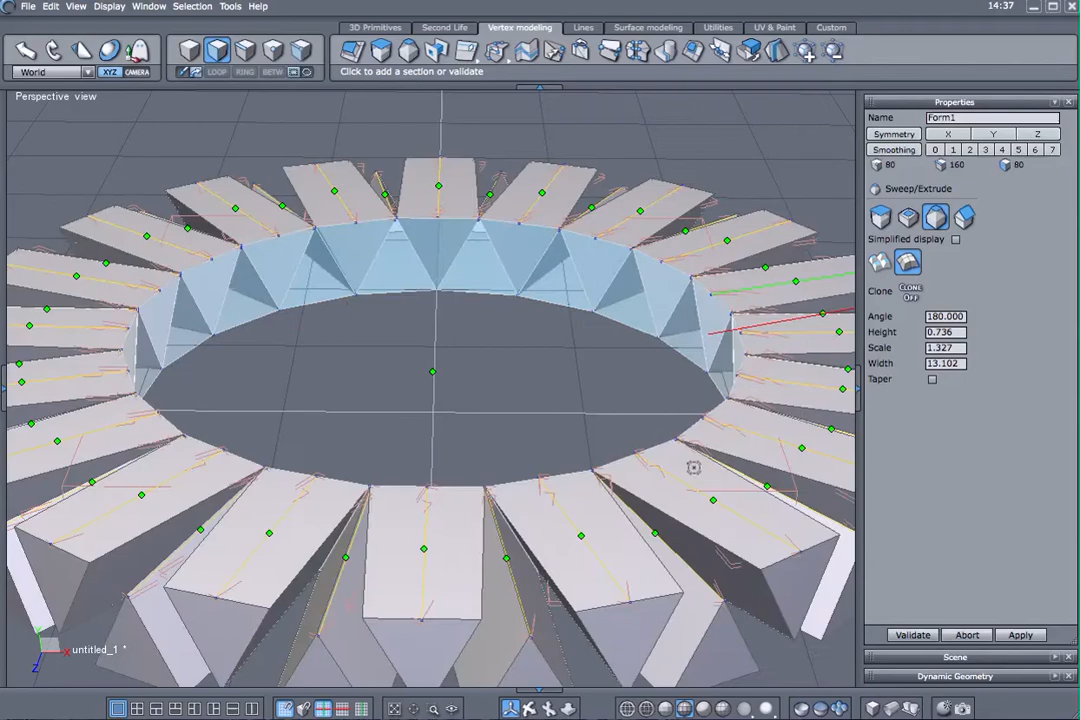 File Edit View Display Window Selection Tools Help 14:37
3D Primitives Second Life Vertex modeling Lines Surface modeling Utilities UV & Paint Custom
World XYZ CAMERA LOOP RING BETW
Click to add a section or validate
Perspective view
Properties
Name Form1
Symmetry X Y Z
Smoothing 0 1 2 3 4 5 6 7
80 160 80
Sweep/Extrude
Simplified display
Clone CLONE OFF
Angle 180.000
Height 0.736
Scale 1.327
Width 13.102
Taper
Validate Abort Apply
Y X Z untitled_1 *
Scene
Dynamic Geometry